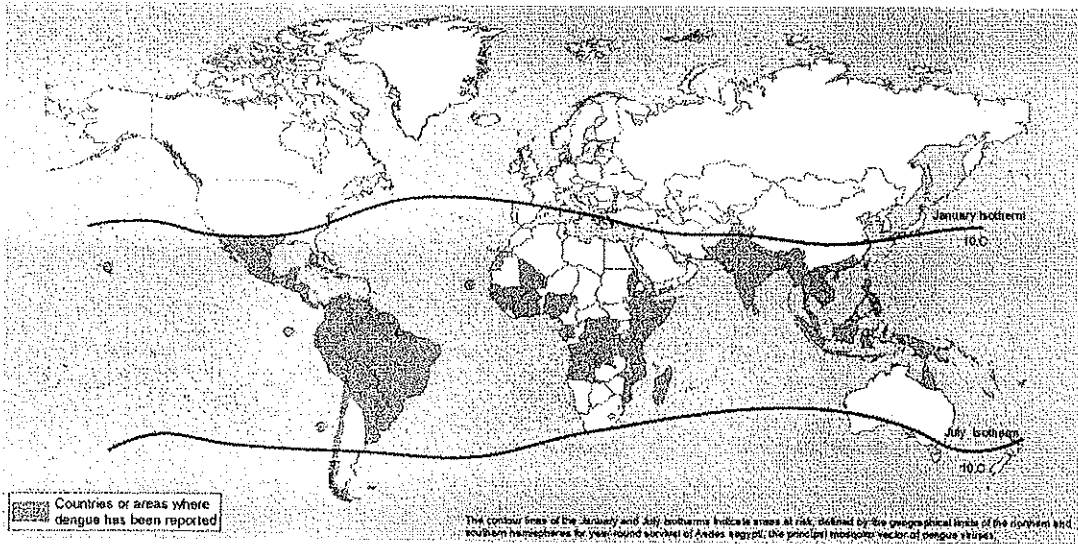 January Isotherm
10.C
July Isotherm
10.C
Countries or areas where
dengue has been reported
The contour lines of the January and July Isotherms indicate areas at risk, defined by the geographical limits of the northern and
southern hemispheres for year-round survival of Aedes aegypti, the principal mosquito vector of dengue viruses.